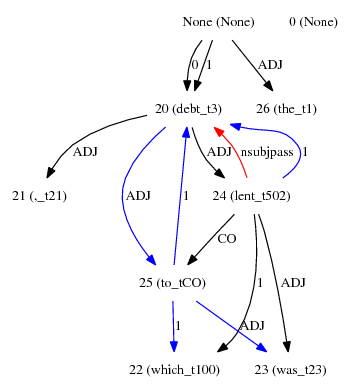 None (None) 0 (None)
0 1 ADJ
20 (debt_t3) 26 (the_t1)
ADJ nsubjpass 1
21 (,_t21) ADJ 1 24 (lent_t502)
CO
25 (to_tCO) 1 ADJ
1 ADJ
22 (which_t100) 23 (was_t23)